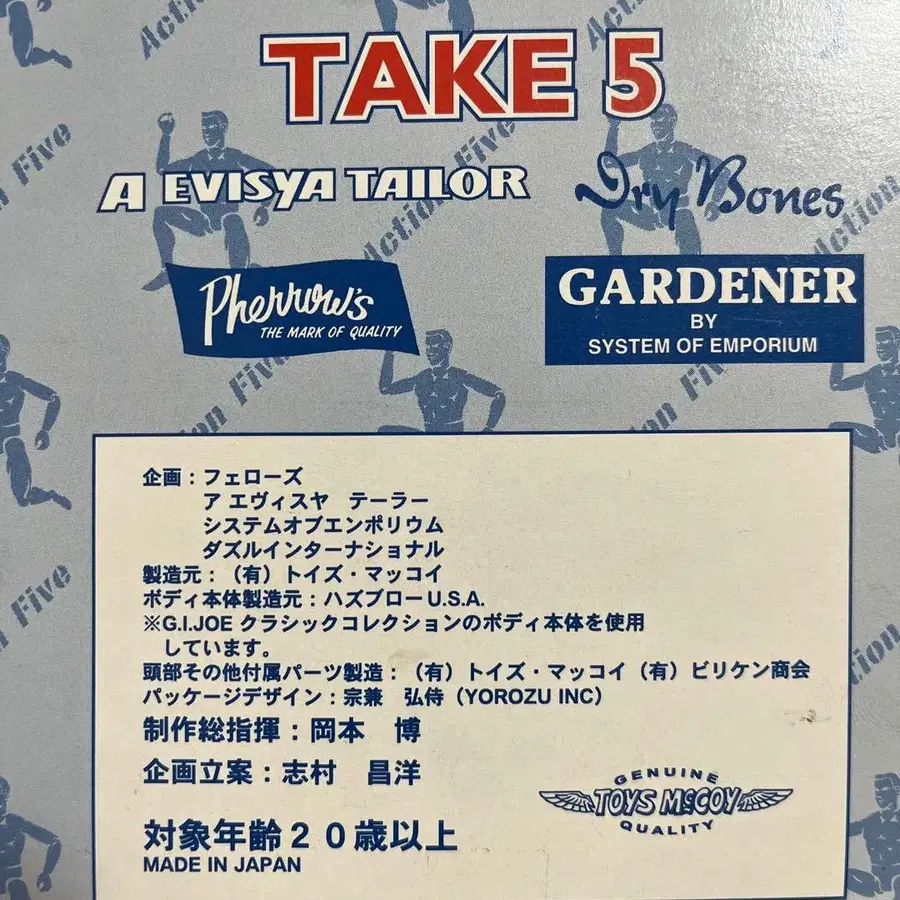 TAKE 5
A EVISYA TAILOR
Dry Bones
Pherrow's
THE MARK OF QUALITY
GARDENER
BY
SYSTEM OF EMPORIUM
Action Five
企画：フェローズ
ア エヴィスヤ　テーラー
システムオブエンポリウム
ダズルインターナショナル
製造元：（有）トイズ・マッコイ
ボディ本体製造元：ハズブローU.S.A.
※G.I.JOE クラシックコレクションのボディ本体を使用
しています。
頭部その他付属パーツ製造：（有）トイズ・マッコイ（有）ビリケン商会
パッケージデザイン：宗兼　弘侍（YOROZU INC）
制作総指揮：岡本　博
企画立案：志村　昌洋
対象年齢２０歳以上
MADE IN JAPAN
GENUINE
TOYS McCOY
QUALITY